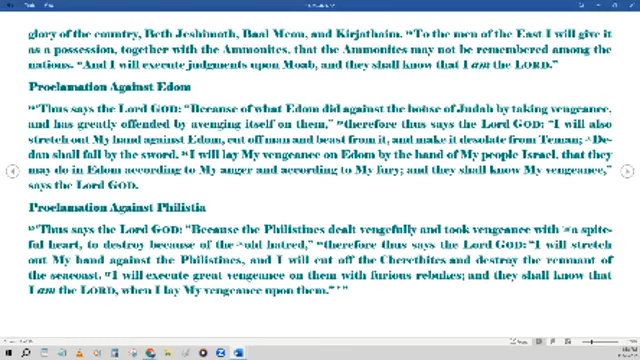 glory of the country, Beth Jeshimoth, Baal Meon, and Kirjathaim. "To the men of the East I will give it
as a possession, together with the Ammonites, that the Ammonites may not be remembered among the
nations. "And I will execute judgments upon Moab, and they shall know that I am the LORD."
Proclamation Against Edom
"Thus says the Lord GOD: "Because of what Edom did against the house of Judah by taking vengeance,
and has greatly offended by avenging itself on them," therefore thus says the Lord GOD: "I will also
stretch out My hand against Edom, cut off man and beast from it, and make it desolate from Teman; De-
dan shall fall by the sword. I will lay My vengeance on Edom by the hand of My people Israel, that they
may do in Edom according to My anger and according to My fury; and they shall know My vengeance,"
says the Lord GOD.
Proclamation Against Philistia
"Thus says the Lord GOD: "Because the Philistines dealt vengefully and took vengeance with a spite-
ful heart, to destroy because of the old hatred," therefore thus says the Lord GOD: "I will stretch
out My hand against the Philistines, and I will cut off the Cherethites and destroy the remnant of
the seacoast. I will execute great vengeance on them with furious rebukes; and they shall know that
I am the LORD, when I lay My vengeance upon them." ' "